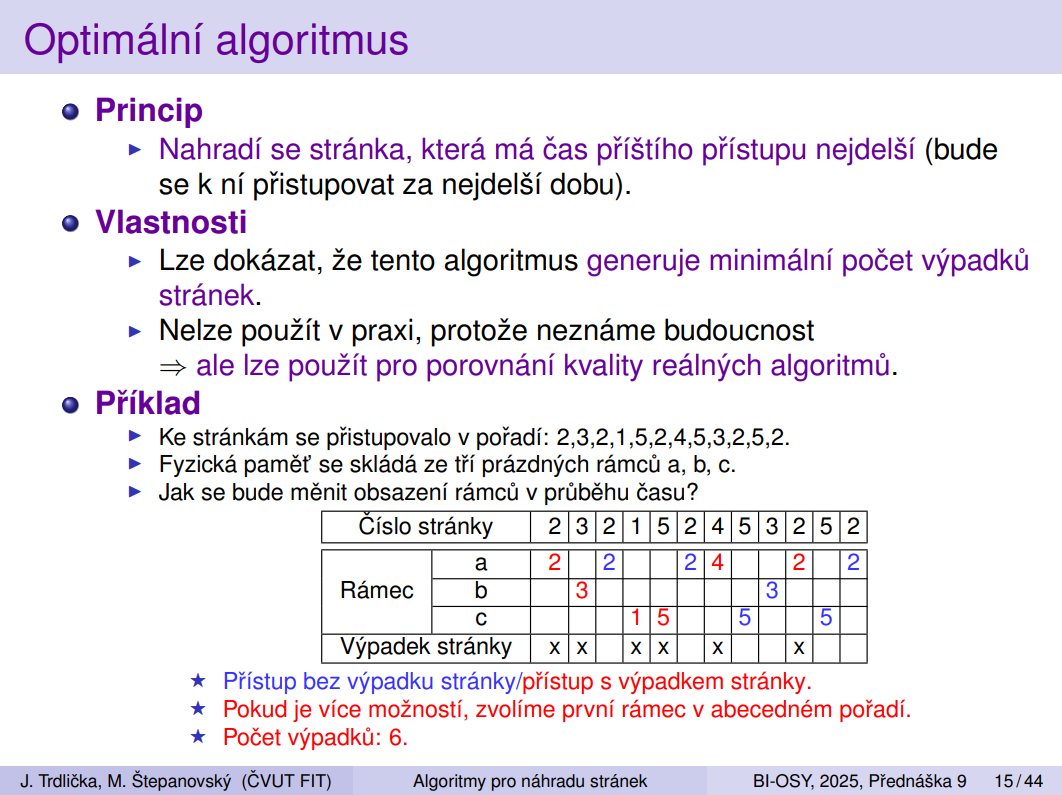 Optimální algoritmus
Princip
Nahradí se stránka, která má čas příštího přístupu nejdelší (bude
se k ní přistupovat za nejdelší dobu).
Vlastnosti
Lze dokázat, že tento algoritmus generuje minimální počet výpadků
stránek.
Nelze použít v praxi, protože neznáme budoucnost
⇒ ale lze použít pro porovnání kvality reálných algoritmů.
Příklad
Ke stránkám se přistupovalo v pořadí: 2,3,2,1,5,2,4,5,3,2,5,2.
Fyzická paměť se skládá ze tří prázdných rámců a, b, c.
Jak se bude měnit obsazení rámců v průběhu času?
Číslo stránky 2 3 2 1 5 2 4 5 3 2 5 2
a 2 2 2 4 2 2
Rámec b 3 3
c 1 5 5 5
Výpadek stránky x x x x x x
Přístup bez výpadku stránky/přístup s výpadkem stránky.
Pokud je více možností, zvolíme první rámec v abecedném pořadí.
Počet výpadků: 6.
J. Trdlička, M. Štepanovský (ČVUT FIT) Algoritmy pro náhradu stránek BI-OSY, 2025, Přednáška 9 15 / 44